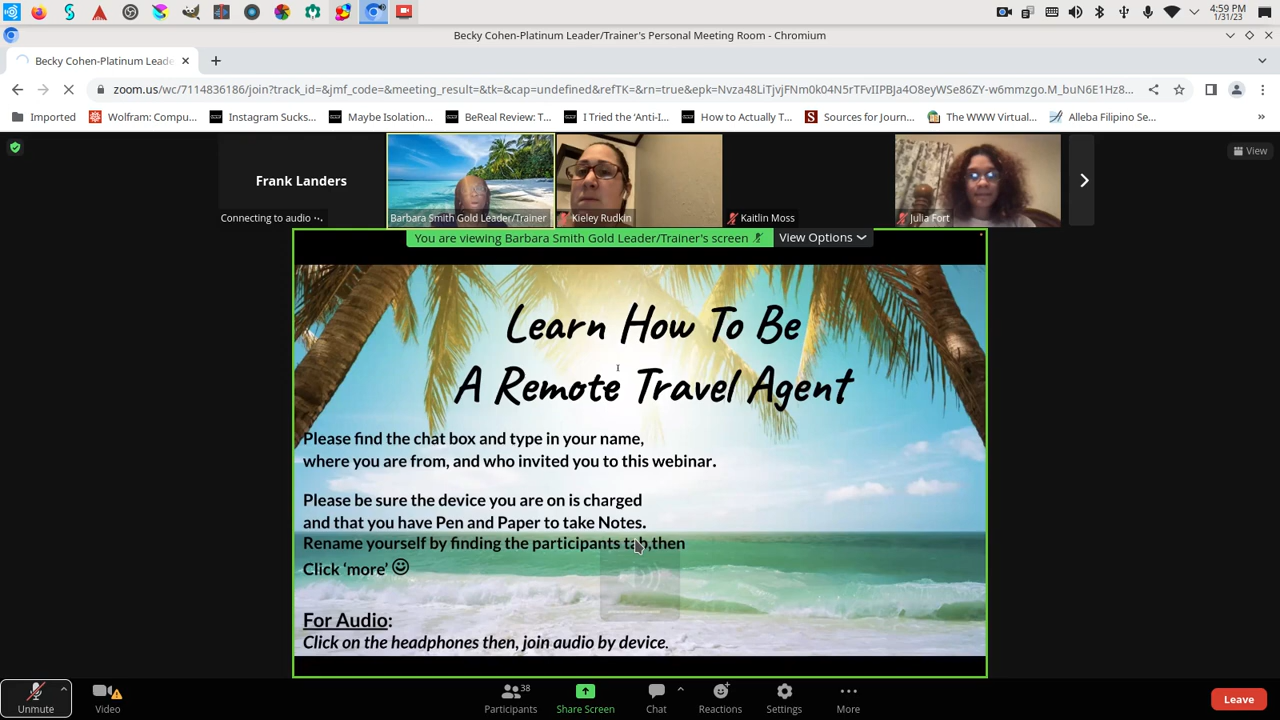 4:59 PM
1/31/23
Becky Cohen-Platinum Leader/Trainer's Personal Meeting Room - Chromium
Becky Cohen-Platinum Leade
zoom.us/wc/7114836186/join?track_id=&jmf_code=&meeting_result=&tk=&cap=undefined&refTK=&rn=true&epk=Nvza48LiTjvjFNm0k04N5rTFvIIPBJa4O8eyWSe86ZY-w6mmzgo.M_buN6E1Hz8...
Imported
Wolfram: Compu...
Instagram Sucks...
Maybe Isolation...
BeReal Review: T...
I Tried the 'Anti-I...
How to Actually T...
Sources for Journ...
The WWW Virtual...
Alleba Filipino Se...
»
View
Frank Landers
Connecting to audio
Barbara Smith Gold Leader/Trainer
Kieley Rudkin
Kaitlin Moss
Julia Fort
You are viewing Barbara Smith Gold Leader/Trainer's screen
View Options
Learn How To Be
A Remote Travel Agent
Please find the chat box and type in your name,
where you are from, and who invited you to this webinar.
Please be sure the device you are on is charged
and that you have Pen and Paper to take Notes.
Rename yourself by finding the participants tab,then
Click 'more' ☺
For Audio:
Click on the headphones then, join audio by device.
Unmute
Video
Participants
38
Share Screen
Chat
Reactions
Settings
More
Leave